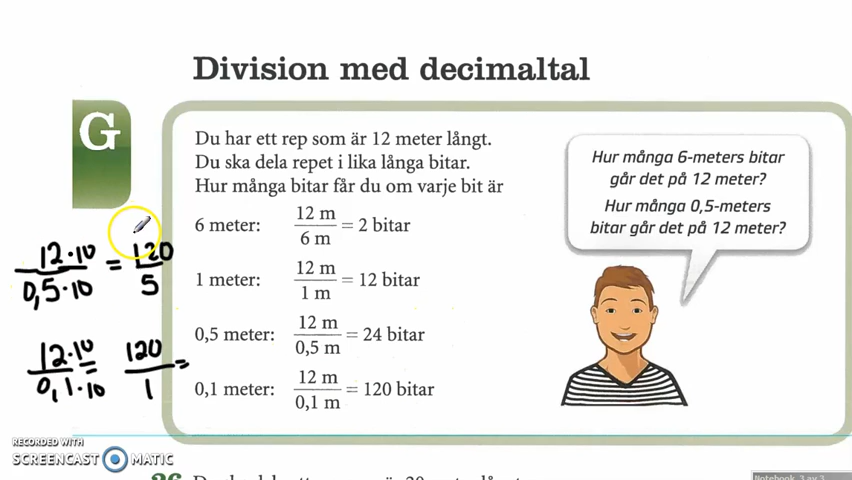 Division med decimaltal
G
Du har ett rep som är 12 meter långt.
Du ska dela repet i lika långa bitar.
Hur många bitar får du om varje bit är
6 meter: 12 m / 6 m = 2 bitar
1 meter: 12 m / 1 m = 12 bitar
0,5 meter: 12 m / 0,5 m = 24 bitar
0,1 meter: 12 m / 0,1 m = 120 bitar
Hur många 6-meters bitar
går det på 12 meter?
Hur många 0,5-meters
bitar går det på 12 meter?
12·10 / 0,5·10 = 120 / 5
12·10 / 0,1·10 = 120 / 1 =
RECORDED WITH
SCREENCAST MATIC
Notebook 3 av 3